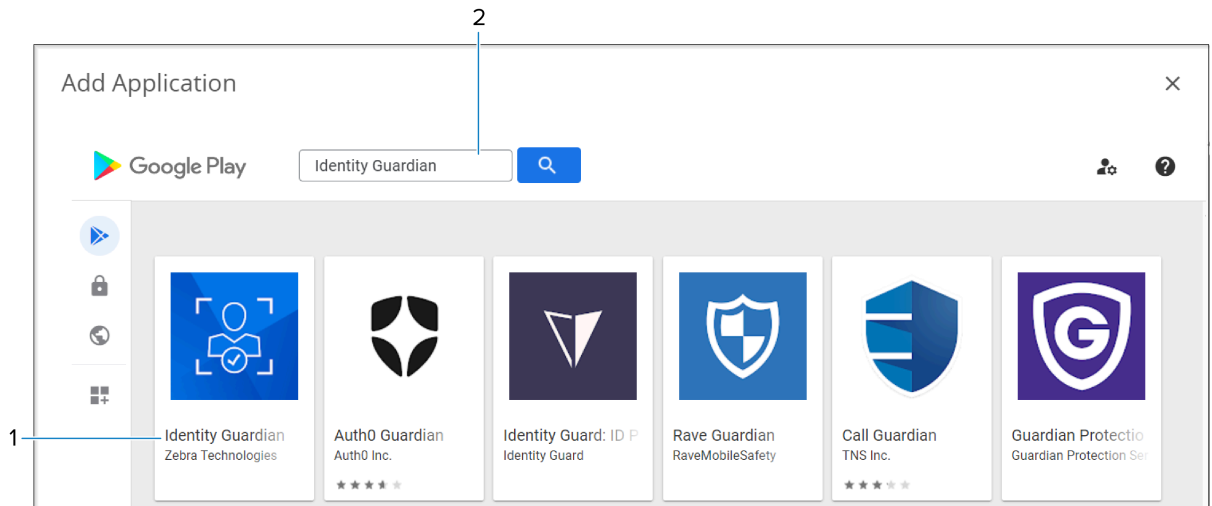 2
Add Application
Google Play
Identity Guardian
1
Identity Guardian
Zebra Technologies
Auth0 Guardian
Auth0 Inc.
Identity Guard: ID P
Identity Guard
Rave Guardian
RaveMobileSafety
Call Guardian
TNS Inc.
Guardian Protectio
Guardian Protection Ser
G